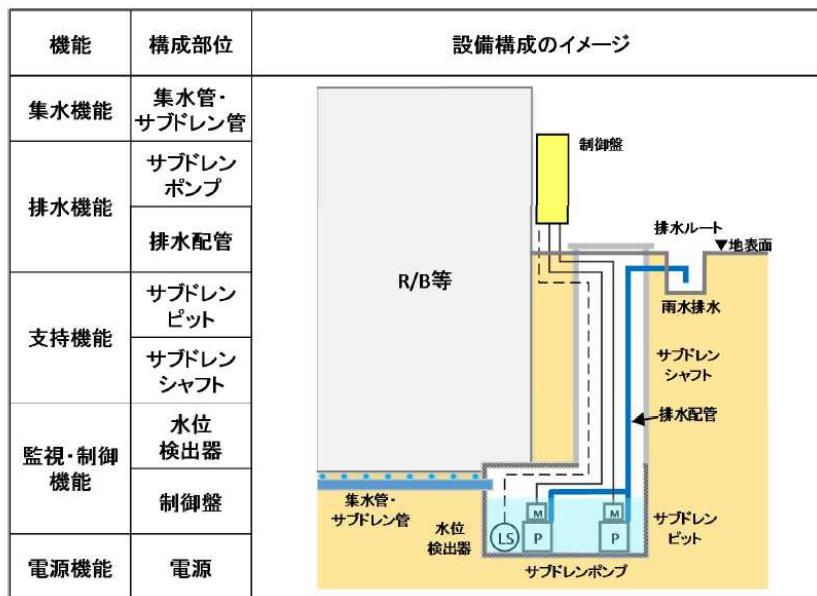 機能
構成部位
設備構成のイメージ
集水機能
集水管・
サブドレン管
排水機能
サブドレン
ポンプ
排水配管
支持機能
サブドレン
ピット
サブドレン
シャフト
監視・制御
機能
水位
検出器
制御盤
電源機能
電源
制御盤
排水ルート
▼地表面
R/B等
雨水排水
サブドレン
シャフト
排水配管
集水管・
サブドレン管
水位
検出器
LS
M
P
M
P
サブドレン
ピット
サブドレンポンプ